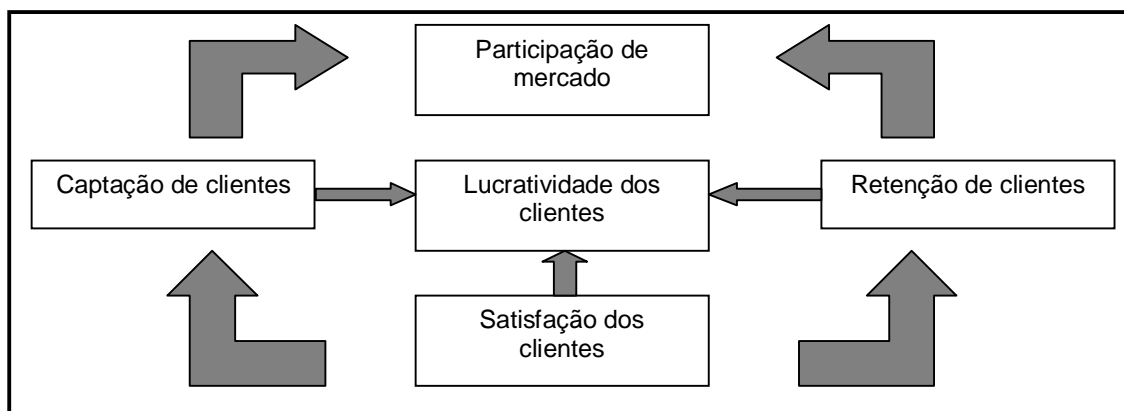 Participação de
mercado
Captação de clientes
Lucratividade dos
clientes
Retenção de clientes
Satisfação dos
clientes